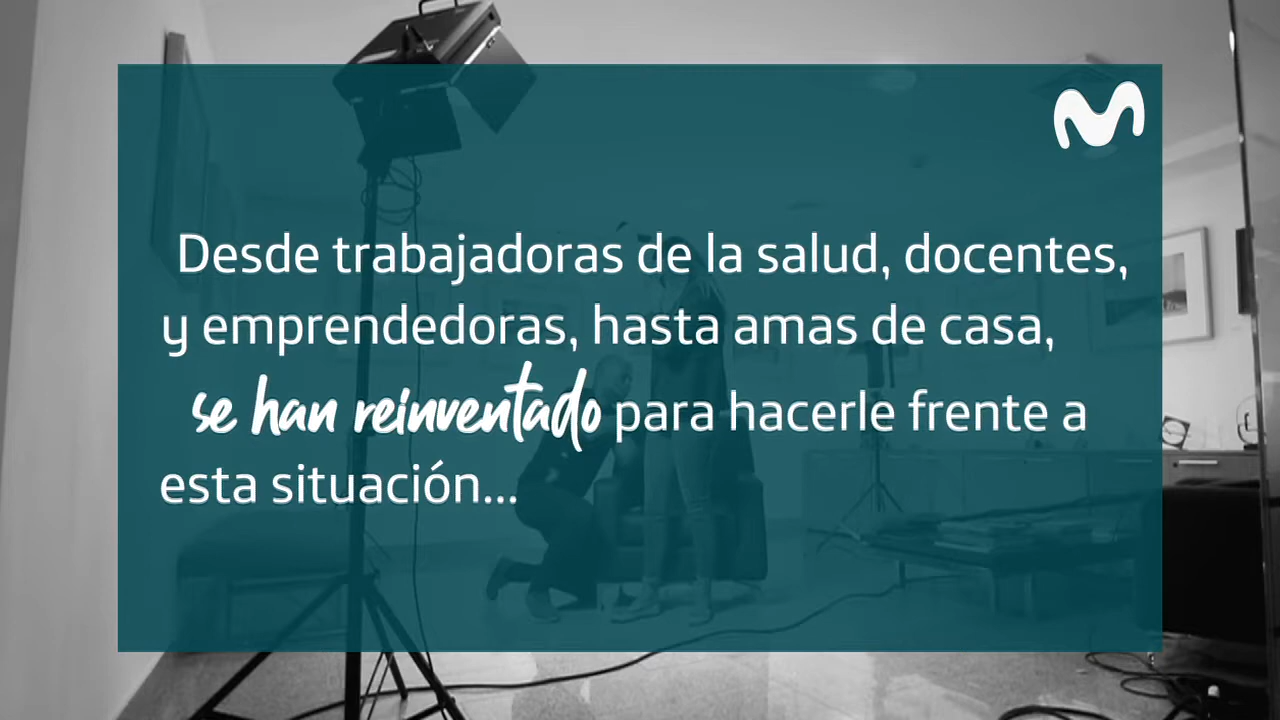 Desde trabajadoras de la salud, docentes,
y emprendedoras, hasta amas de casa,
se han reinventado para hacerle frente a
esta situación...